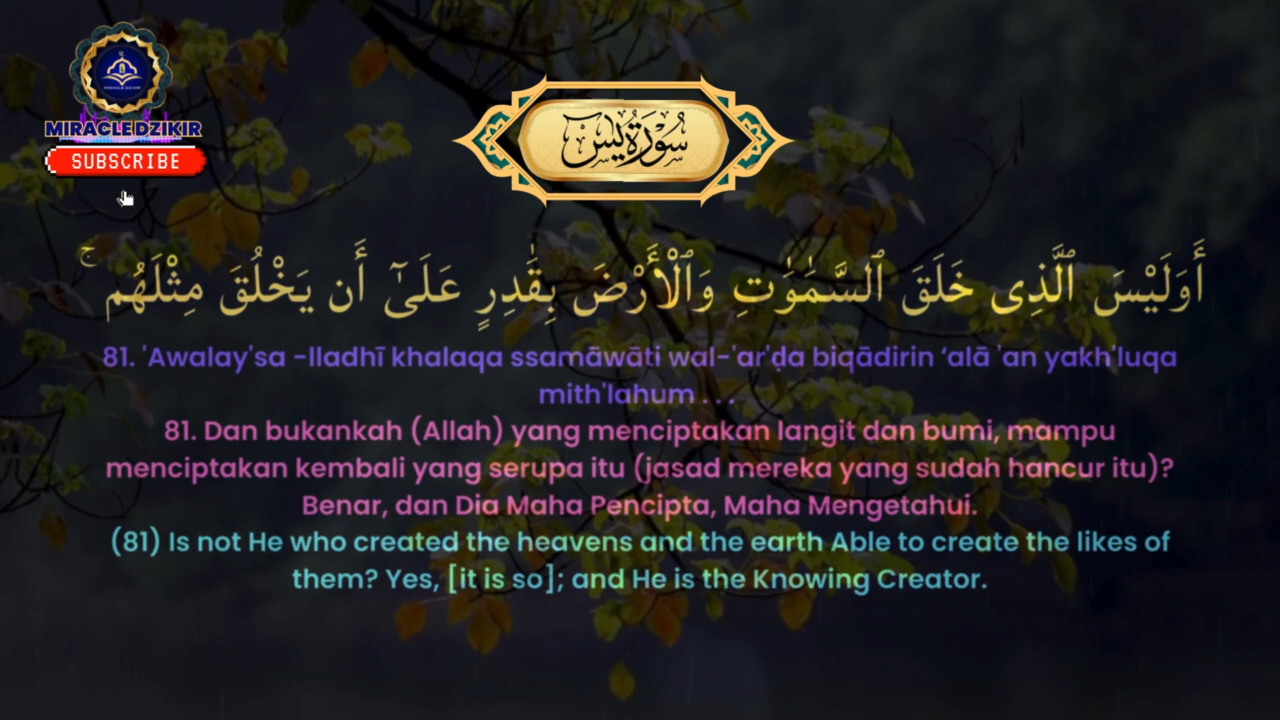 MIRACLE DZIKIR
MIRACLEDZIKIR
SUBSCRIBE
سُوْرَةُ يٰسٓ
أَوَلَيْسَ ٱلَّذِى خَلَقَ ٱلسَّمَٰوَٰتِ وَٱلْأَرْضَ بِقَٰدِرٍ عَلَىٰٓ أَن يَخْلُقَ مِثْلَهُم ۚ
81. 'Awalay'sa -lladhī khalaqa ssamāwāti wal-'ar'ḍa biqādirin ‘alā 'an yakh'luqa
mith'lahum . . .
81. Dan bukankah (Allah) yang menciptakan langit dan bumi, mampu
menciptakan kembali yang serupa itu (jasad mereka yang sudah hancur itu)?
Benar, dan Dia Maha Pencipta, Maha Mengetahui.
(81) Is not He who created the heavens and the earth Able to create the likes of
them? Yes, [it is so]; and He is the Knowing Creator.